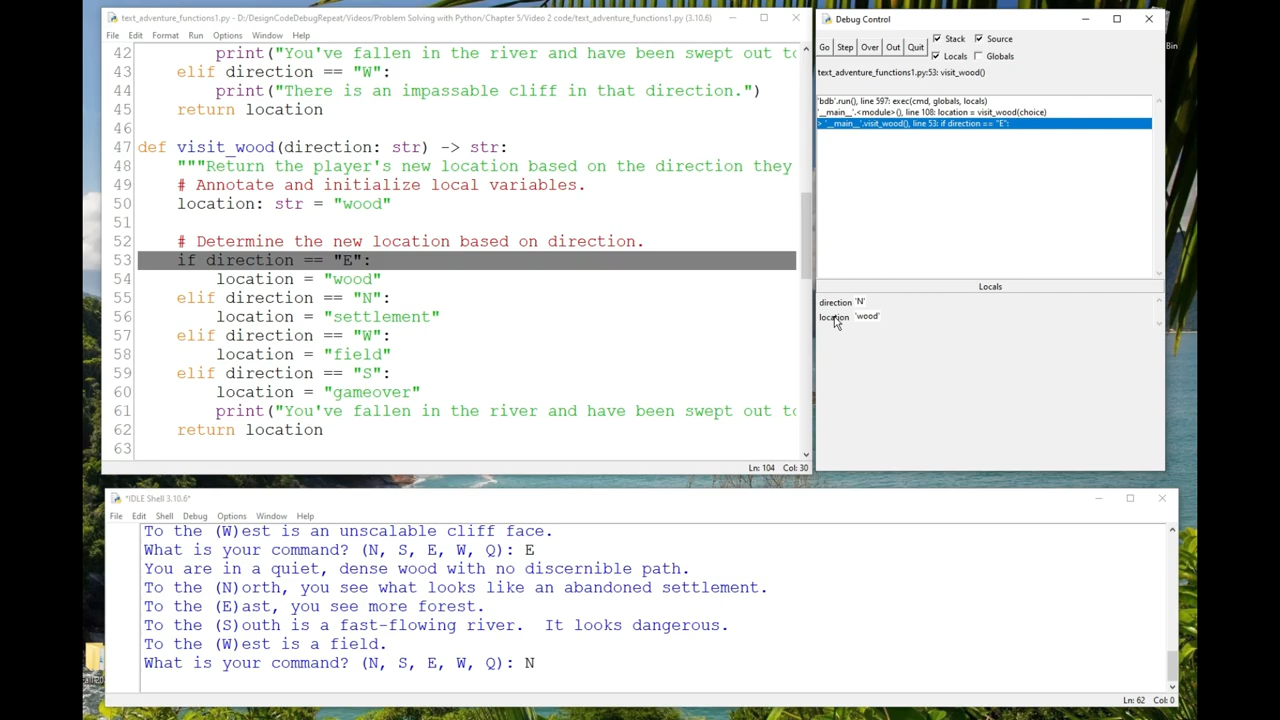 text_adventure_functions1.py - D:/DesignCodeDebugRepeat/Videos/Problem Solving with Python/Chapter 5/Video 2 code/text_adventure_functions1.py (3.10.6)
File Edit Format Run Options Window Help
42 print("You've fallen in the river and have been swept out to
43 elif direction == "W":
44 print("There is an impassable cliff in that direction.")
45 return location
46
47 def visit_wood(direction: str) -> str:
48 """Return the player's new location based on the direction they
49 # Annotate and initialize local variables.
50 location: str = "wood"
51
52 # Determine the new location based on direction.
53 if direction == "E":
54 location = "wood"
55 elif direction == "N":
56 location = "settlement"
57 elif direction == "W":
58 location = "field"
59 elif direction == "S":
60 location = "gameover"
61 print("You've fallen in the river and have been swept out to
62 return location
63
Ln: 104 Col: 30
Debug Control
Go Step Over Out Quit
Stack Source
Locals Globals
text_adventure_functions1.py:53: visit_wood()
'bdb'.run(), line 597: exec(cmd, globals, locals)
'__main__'.<module>(), line 108: location = visit_wood(choice)
> '__main__'.visit_wood(), line 53: if direction == "E":
Locals
direction 'N'
location 'wood'
Bin
*IDLE Shell 3.10.6*
File Edit Shell Debug Options Window Help
To the (W)est is an unscalable cliff face.
What is your command? (N, S, E, W, Q): E
You are in a quiet, dense wood with no discernible path.
To the (N)orth, you see what looks like an abandoned settlement.
To the (E)ast, you see more forest.
To the (S)outh is a fast-flowing river.  It looks dangerous.
To the (W)est is a field.
What is your command? (N, S, E, W, Q): N
Ln: 62 Col: 0